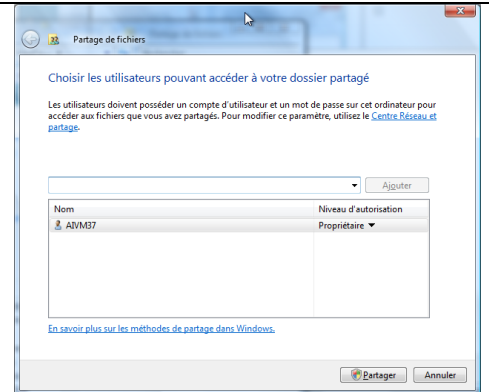 Partage de fichiers
Choisir les utilisateurs pouvant accéder à votre dossier partagé
Les utilisateurs doivent posséder un compte d'utilisateur et un mot de passe sur cet ordinateur pour
accéder aux fichiers que vous avez partagés. Pour modifier ce paramètre, utilisez le Centre Réseau et
partage.
Ajouter
Nom Niveau d'autorisation
AIVM37 Propriétaire
En savoir plus sur les méthodes de partage dans Windows.
Partager Annuler